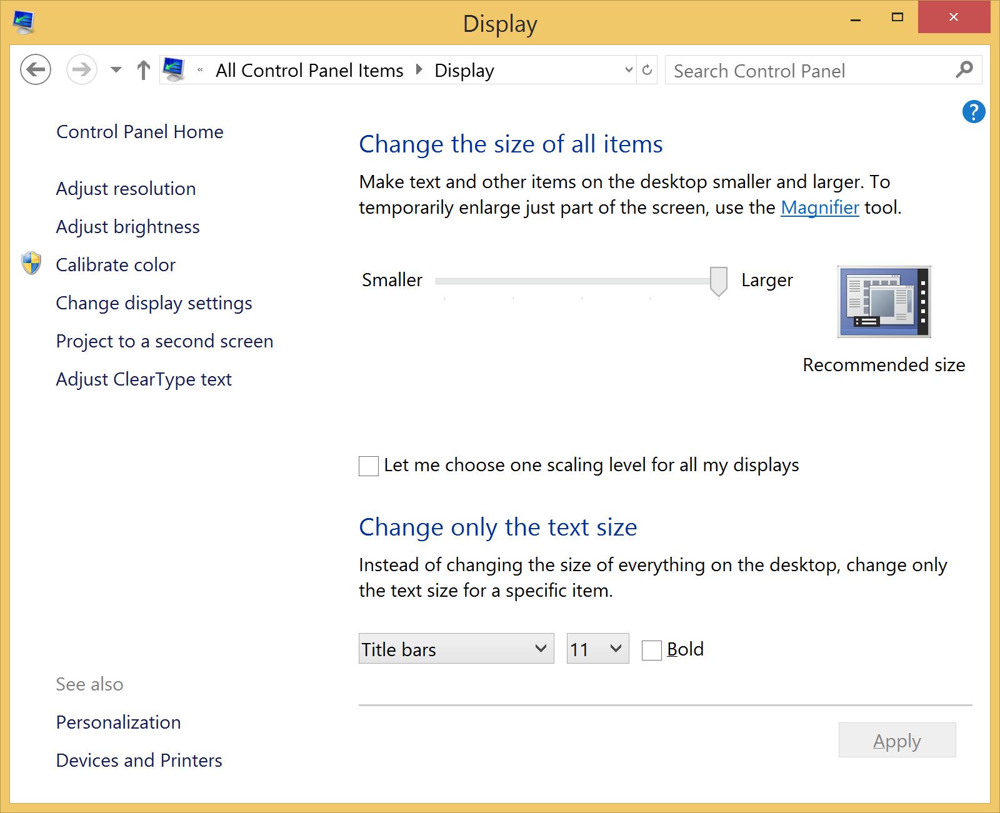 Display
« All Control Panel Items Display
Search Control Panel
?
Control Panel Home
Adjust resolution
Adjust brightness
Calibrate color
Change display settings
Project to a second screen
Adjust ClearType text
See also
Personalization
Devices and Printers
Change the size of all items
Make text and other items on the desktop smaller and larger. To
temporarily enlarge just part of the screen, use the Magnifier tool.
Smaller Larger
Recommended size
Let me choose one scaling level for all my displays
Change only the text size
Instead of changing the size of everything on the desktop, change only
the text size for a specific item.
Title bars 11 Bold
Apply